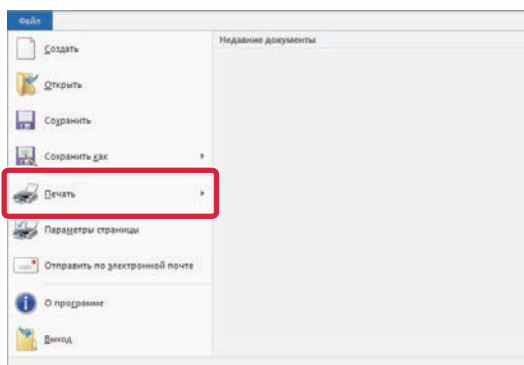 Файл
Недавние документы
Создать
Открыть
Сохранить
Сохранить как
Печать
Параметры страницы
Отправить по электронной почте
О программе
Выход